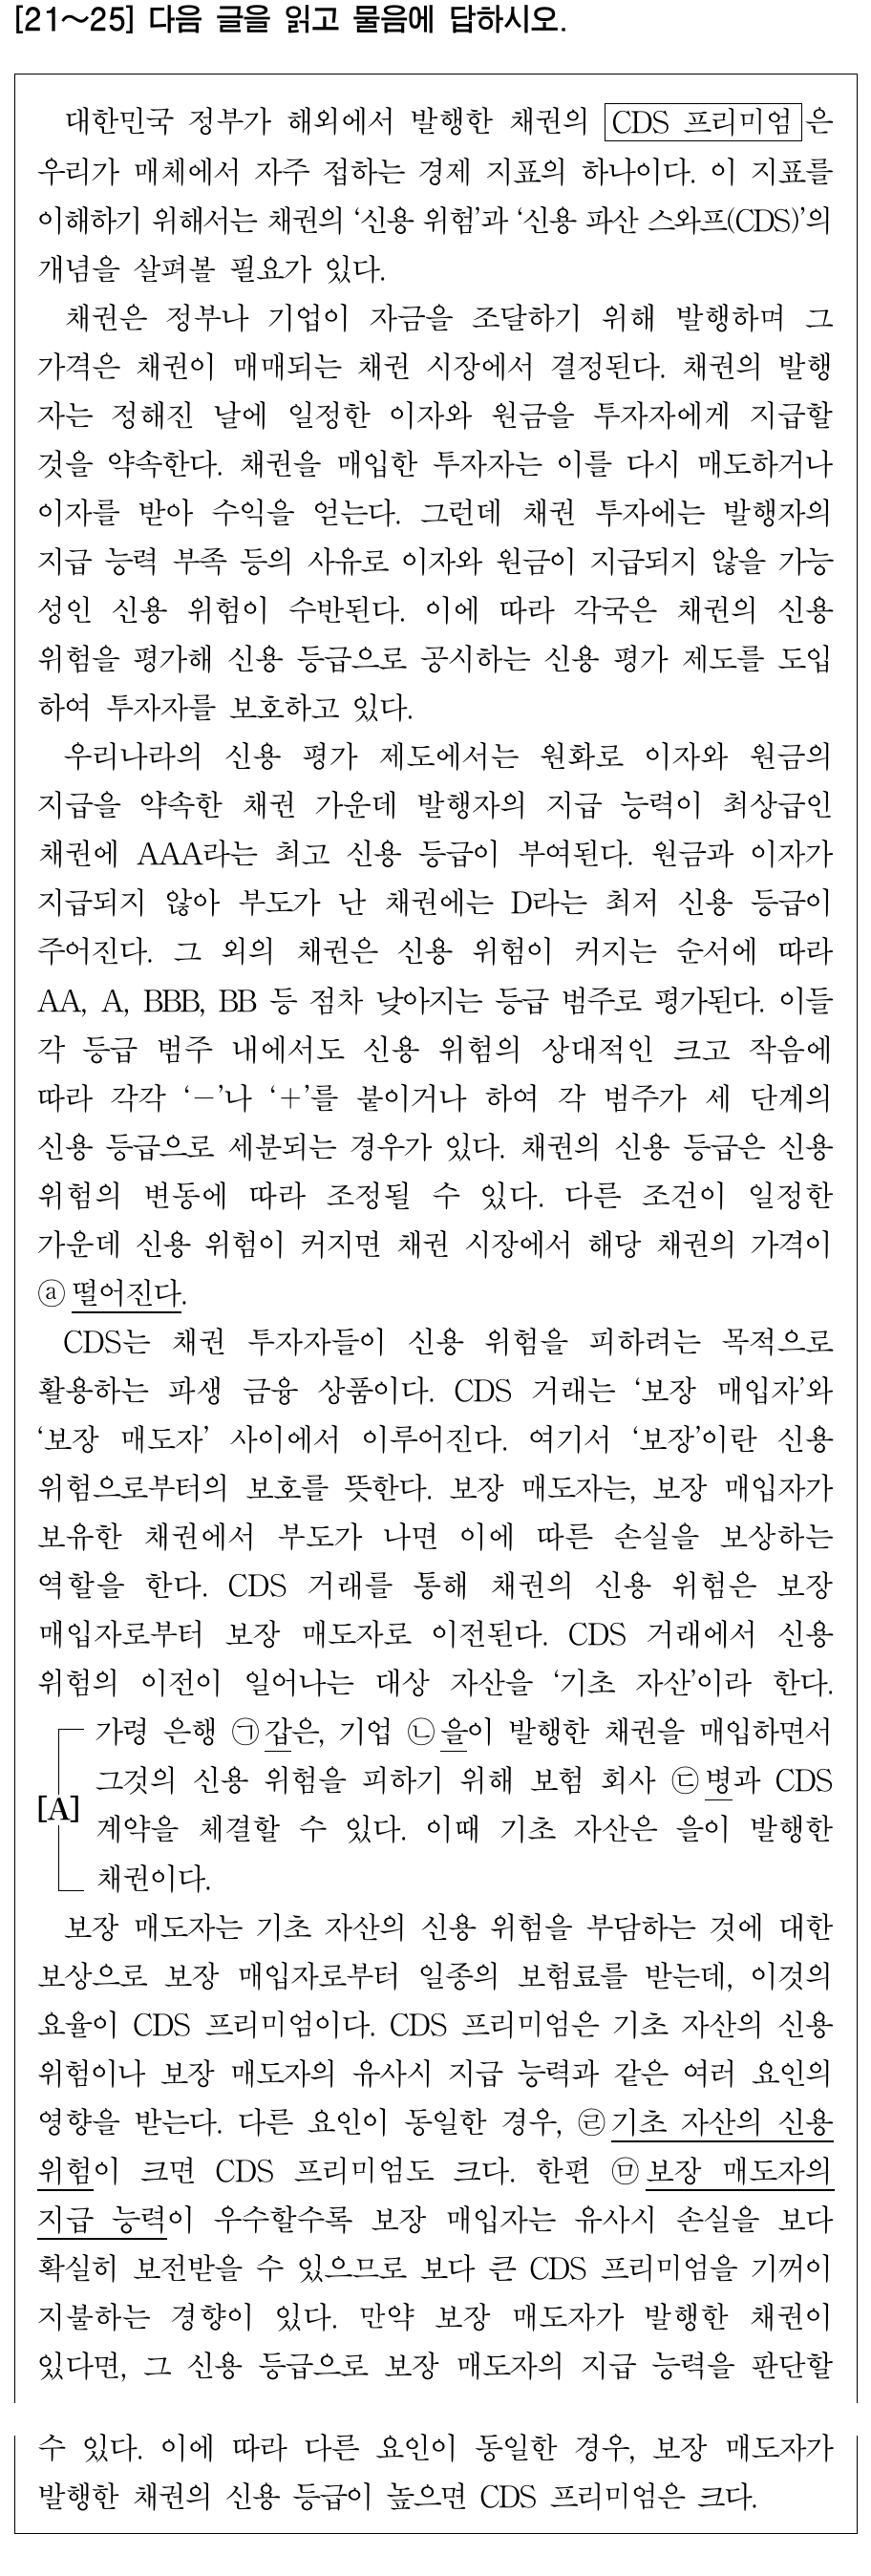 [21~25] 다음 글을 읽고 물음에 답하시오.
대한민국 정부가 해외에서 발행한 채권의 CDS 프리미엄은
우리가 매체에서 자주 접하는 경제 지표의 하나이다. 이 지표를
이해하기 위해서는 채권의 ‘신용 위험’과 ‘신용 파산 스와프(CDS)’의
개념을 살펴볼 필요가 있다.
채권은 정부나 기업이 자금을 조달하기 위해 발행하며 그
가격은 채권이 매매되는 채권 시장에서 결정된다. 채권의 발행
자는 정해진 날에 일정한 이자와 원금을 투자자에게 지급할
것을 약속한다. 채권을 매입한 투자자는 이를 다시 매도하거나
이자를 받아 수익을 얻는다. 그런데 채권 투자에는 발행자의
지급 능력 부족 등의 사유로 이자와 원금이 지급되지 않을 가능
성인 신용 위험이 수반된다. 이에 따라 각국은 채권의 신용
위험을 평가해 신용 등급으로 공시하는 신용 평가 제도를 도입
하여 투자자를 보호하고 있다.
우리나라의 신용 평가 제도에서는 원화로 이자와 원금의
지급을 약속한 채권 가운데 발행자의 지급 능력이 최상급인
채권에 AAA라는 최고 신용 등급이 부여된다. 원금과 이자가
지급되지 않아 부도가 난 채권에는 D라는 최저 신용 등급이
주어진다. 그 외의 채권은 신용 위험이 커지는 순서에 따라
AA, A, BBB, BB 등 점차 낮아지는 등급 범주로 평가된다. 이들
각 등급 범주 내에서도 신용 위험의 상대적인 크고 작음에
따라 각각 ‘－’나 ‘＋’를 붙이거나 하여 각 범주가 세 단계의
신용 등급으로 세분되는 경우가 있다. 채권의 신용 등급은 신용
위험의 변동에 따라 조정될 수 있다. 다른 조건이 일정한
가운데 신용 위험이 커지면 채권 시장에서 해당 채권의 가격이
ⓐ 떨어진다.
CDS는 채권 투자자들이 신용 위험을 피하려는 목적으로
활용하는 파생 금융 상품이다. CDS 거래는 ‘보장 매입자’와
‘보장 매도자’ 사이에서 이루어진다. 여기서 ‘보장’이란 신용
위험으로부터의 보호를 뜻한다. 보장 매도자는, 보장 매입자가
보유한 채권에서 부도가 나면 이에 따른 손실을 보상하는
역할을 한다. CDS 거래를 통해 채권의 신용 위험은 보장
매입자로부터 보장 매도자로 이전된다. CDS 거래에서 신용
위험의 이전이 일어나는 대상 자산을 ‘기초 자산’이라 한다.
가령 은행 ㉠갑은, 기업 ㉡을이 발행한 채권을 매입하면서
그것의 신용 위험을 피하기 위해 보험 회사 ㉢병과 CDS
[A] 계약을 체결할 수 있다. 이때 기초 자산은 을이 발행한
채권이다.
보장 매도자는 기초 자산의 신용 위험을 부담하는 것에 대한
보상으로 보장 매입자로부터 일종의 보험료를 받는데, 이것의
요율이 CDS 프리미엄이다. CDS 프리미엄은 기초 자산의 신용
위험이나 보장 매도자의 유사시 지급 능력과 같은 여러 요인의
영향을 받는다. 다른 요인이 동일한 경우, ㉣기초 자산의 신용
위험이 크면 CDS 프리미엄도 크다. 한편 ㉤보장 매도자의
지급 능력이 우수할수록 보장 매입자는 유사시 손실을 보다
확실히 보전받을 수 있으므로 보다 큰 CDS 프리미엄을 기꺼이
지불하는 경향이 있다. 만약 보장 매도자가 발행한 채권이
있다면, 그 신용 등급으로 보장 매도자의 지급 능력을 판단할
수 있다. 이에 따라 다른 요인이 동일한 경우, 보장 매도자가
발행한 채권의 신용 등급이 높으면 CDS 프리미엄은 크다.